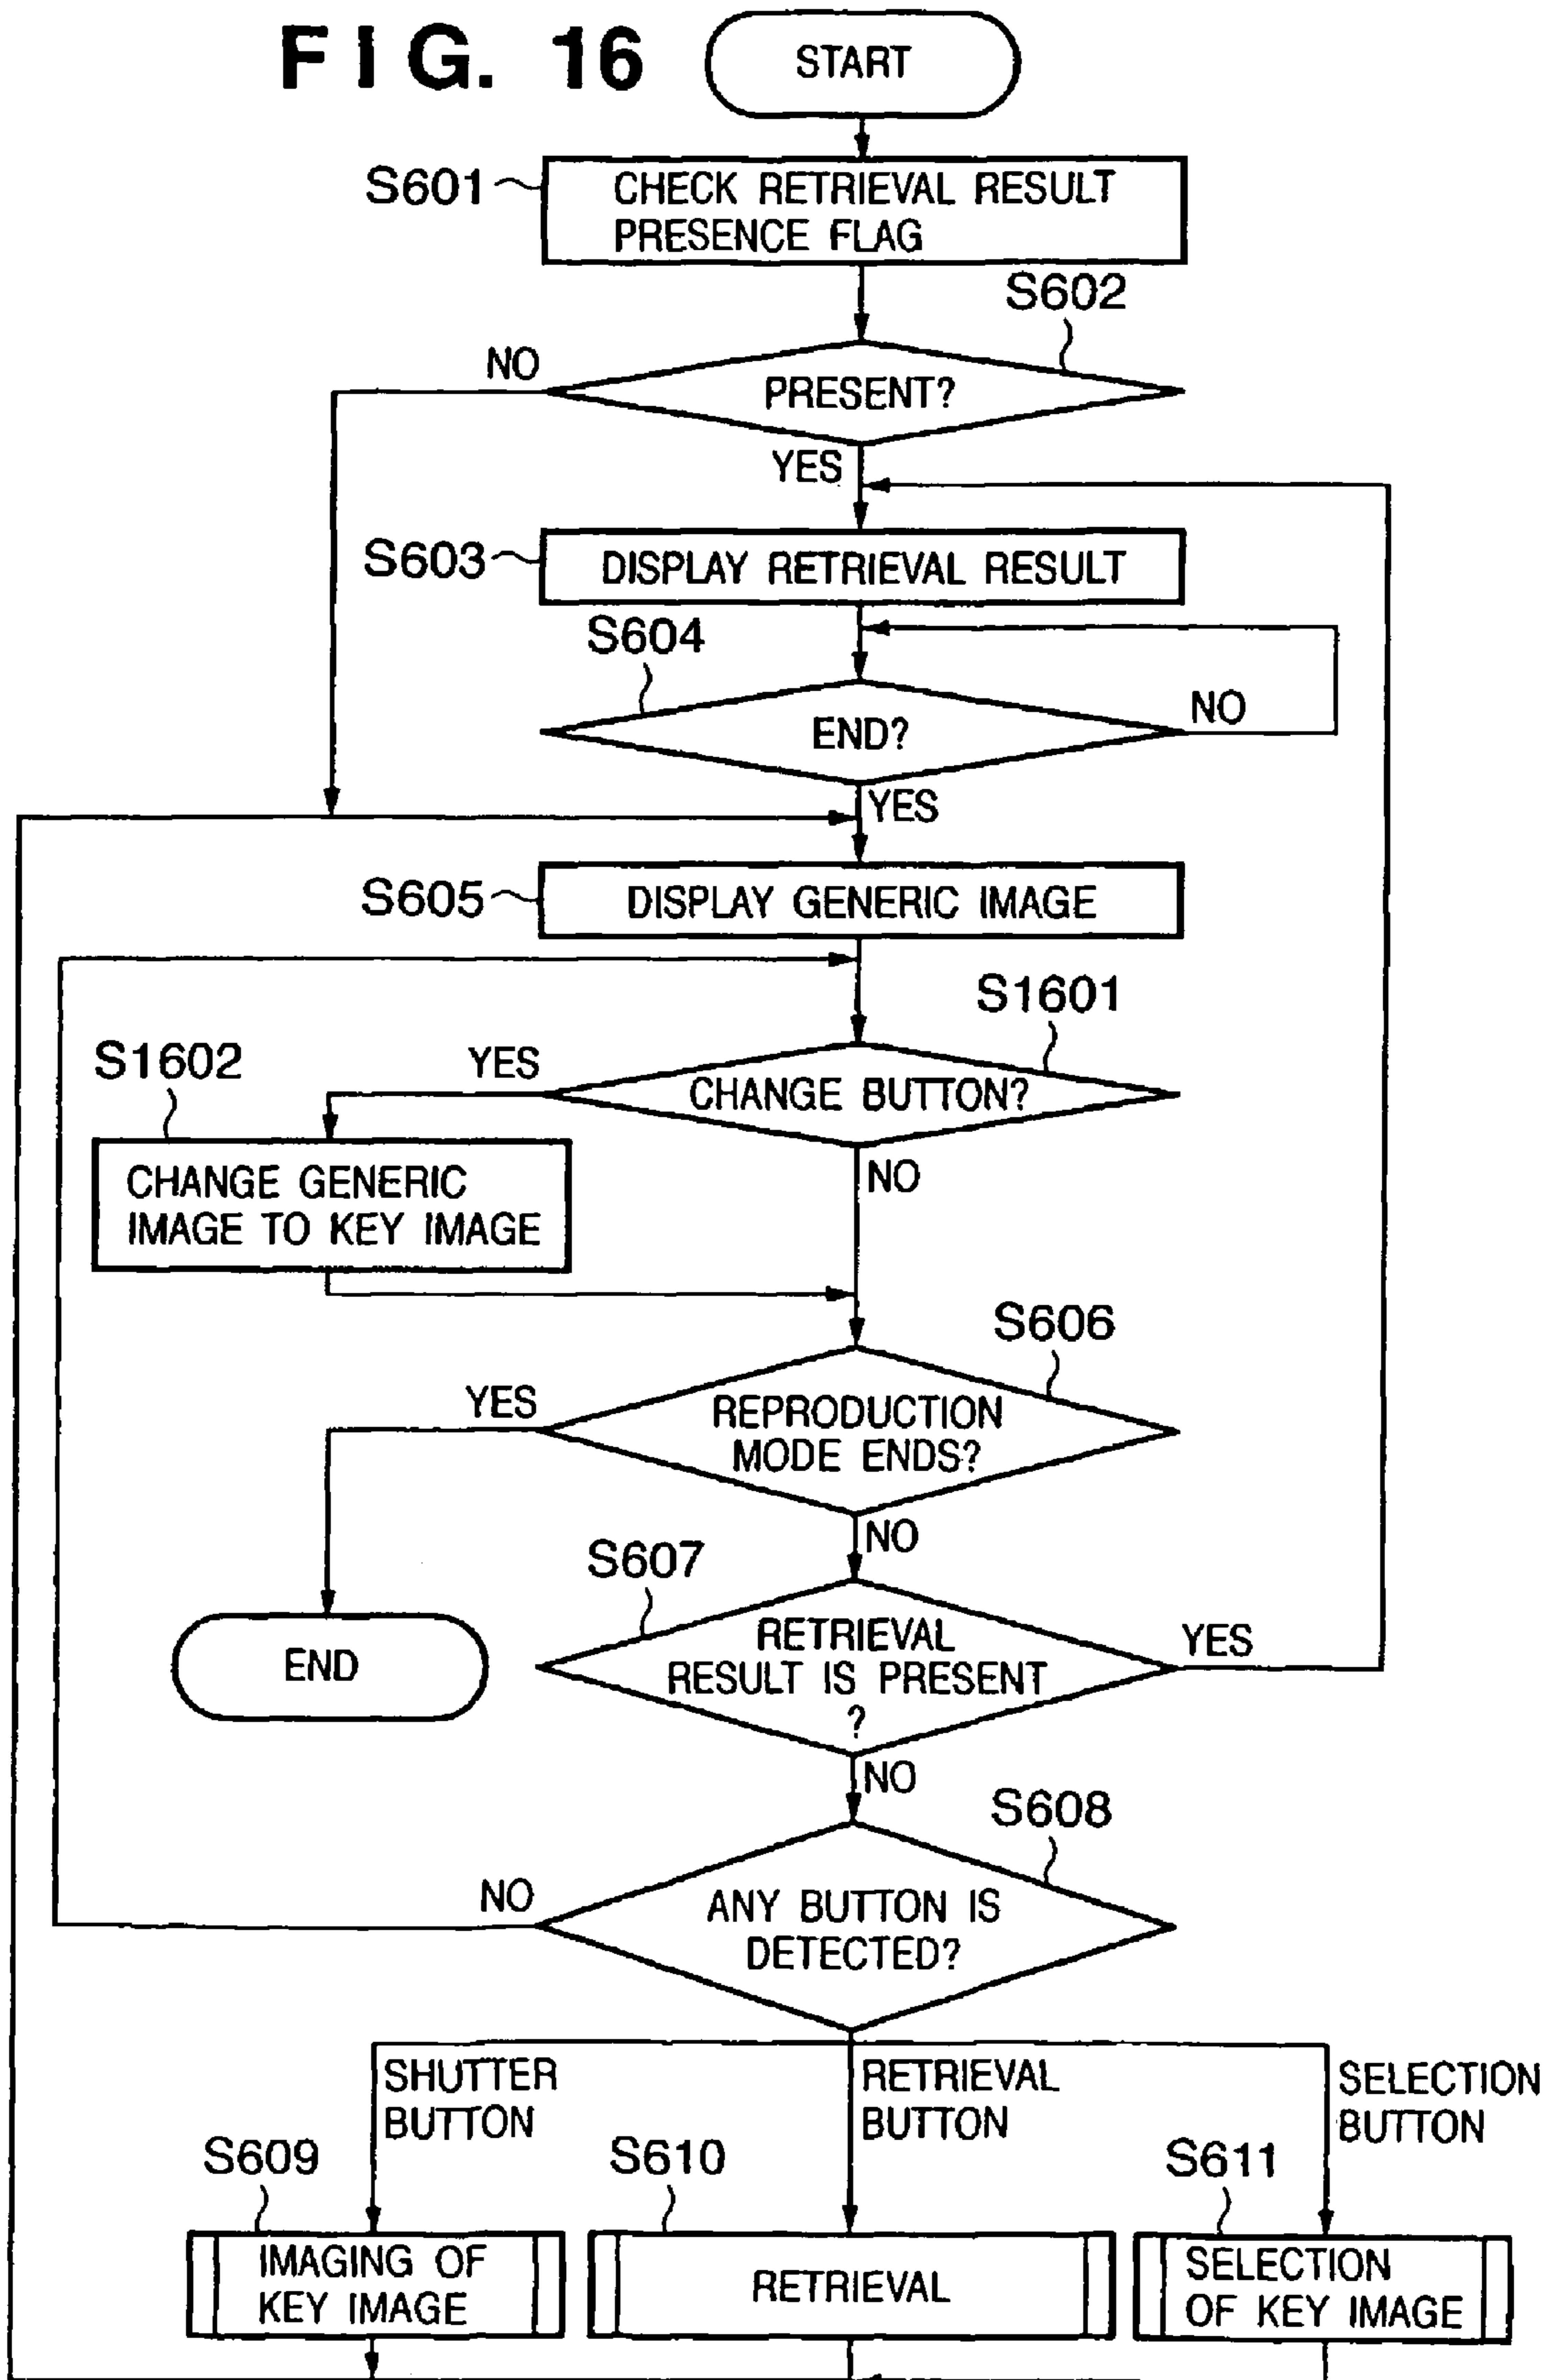 FIG. 16
START
S601
CHECK RETRIEVAL RESULT
PRESENCE FLAG
S602
NO
PRESENT?
YES
S603
DISPLAY RETRIEVAL RESULT
S604
NO
END?
YES
S605
DISPLAY GENERIC IMAGE
S1601
S1602
YES
CHANGE BUTTON?
NO
CHANGE GENERIC
IMAGE TO KEY IMAGE
S606
YES
REPRODUCTION
MODE ENDS?
NO
S607
END
RETRIEVAL
RESULT IS PRESENT
?
YES
NO
S608
NO
ANY BUTTON IS
DETECTED?
SHUTTER
BUTTON
RETRIEVAL
BUTTON
SELECTION
BUTTON
S609
S610
S611
IMAGING OF
KEY IMAGE
RETRIEVAL
SELECTION
OF KEY IMAGE